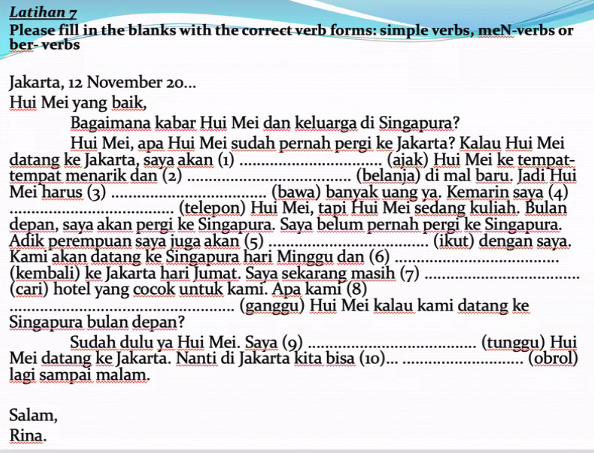 Latihan 7
Please fill in the blanks with the correct verb forms: simple verbs, meN-verbs or
ber- verbs
Jakarta, 12 November 20...
Hui Mei yang baik,
Bagaimana kabar Hui Mei dan keluarga di Singapura?
Hui Mei, apa Hui Mei sudah pernah pergi ke Jakarta? Kalau Hui Mei
datang ke Jakarta, saya akan (1) .................................. (ajak) Hui Mei ke tempat-
tempat menarik dan (2) ....................................... (belanja) di mal baru. Jadi Hui
Mei harus (3) ..................................... (bawa) banyak uang ya. Kemarin saya (4)
....................................... (telepon) Hui Mei, tapi Hui Mei sedang kuliah. Bulan
depan, saya akan pergi ke Singapura. Saya belum pernah pergi ke Singapura.
Adik perempuan saya juga akan (5) ...................................... (ikut) dengan saya.
Kami akan datang ke Singapura hari Minggu dan (6) .......................................
(kembali) ke Jakarta hari Jumat. Saya sekarang masih (7) .....................................
(cari) hotel yang cocok untuk kami. Apa kami (8)
..................................................... (ganggu) Hui Mei kalau kami datang ke
Singapura bulan depan?
Sudah dulu ya Hui Mei. Saya (9) ........................................ (tunggu) Hui
Mei datang ke Jakarta. Nanti di Jakarta kita bisa (10)... ............................ (obrol)
lagi sampai malam.
Salam,
Rina.